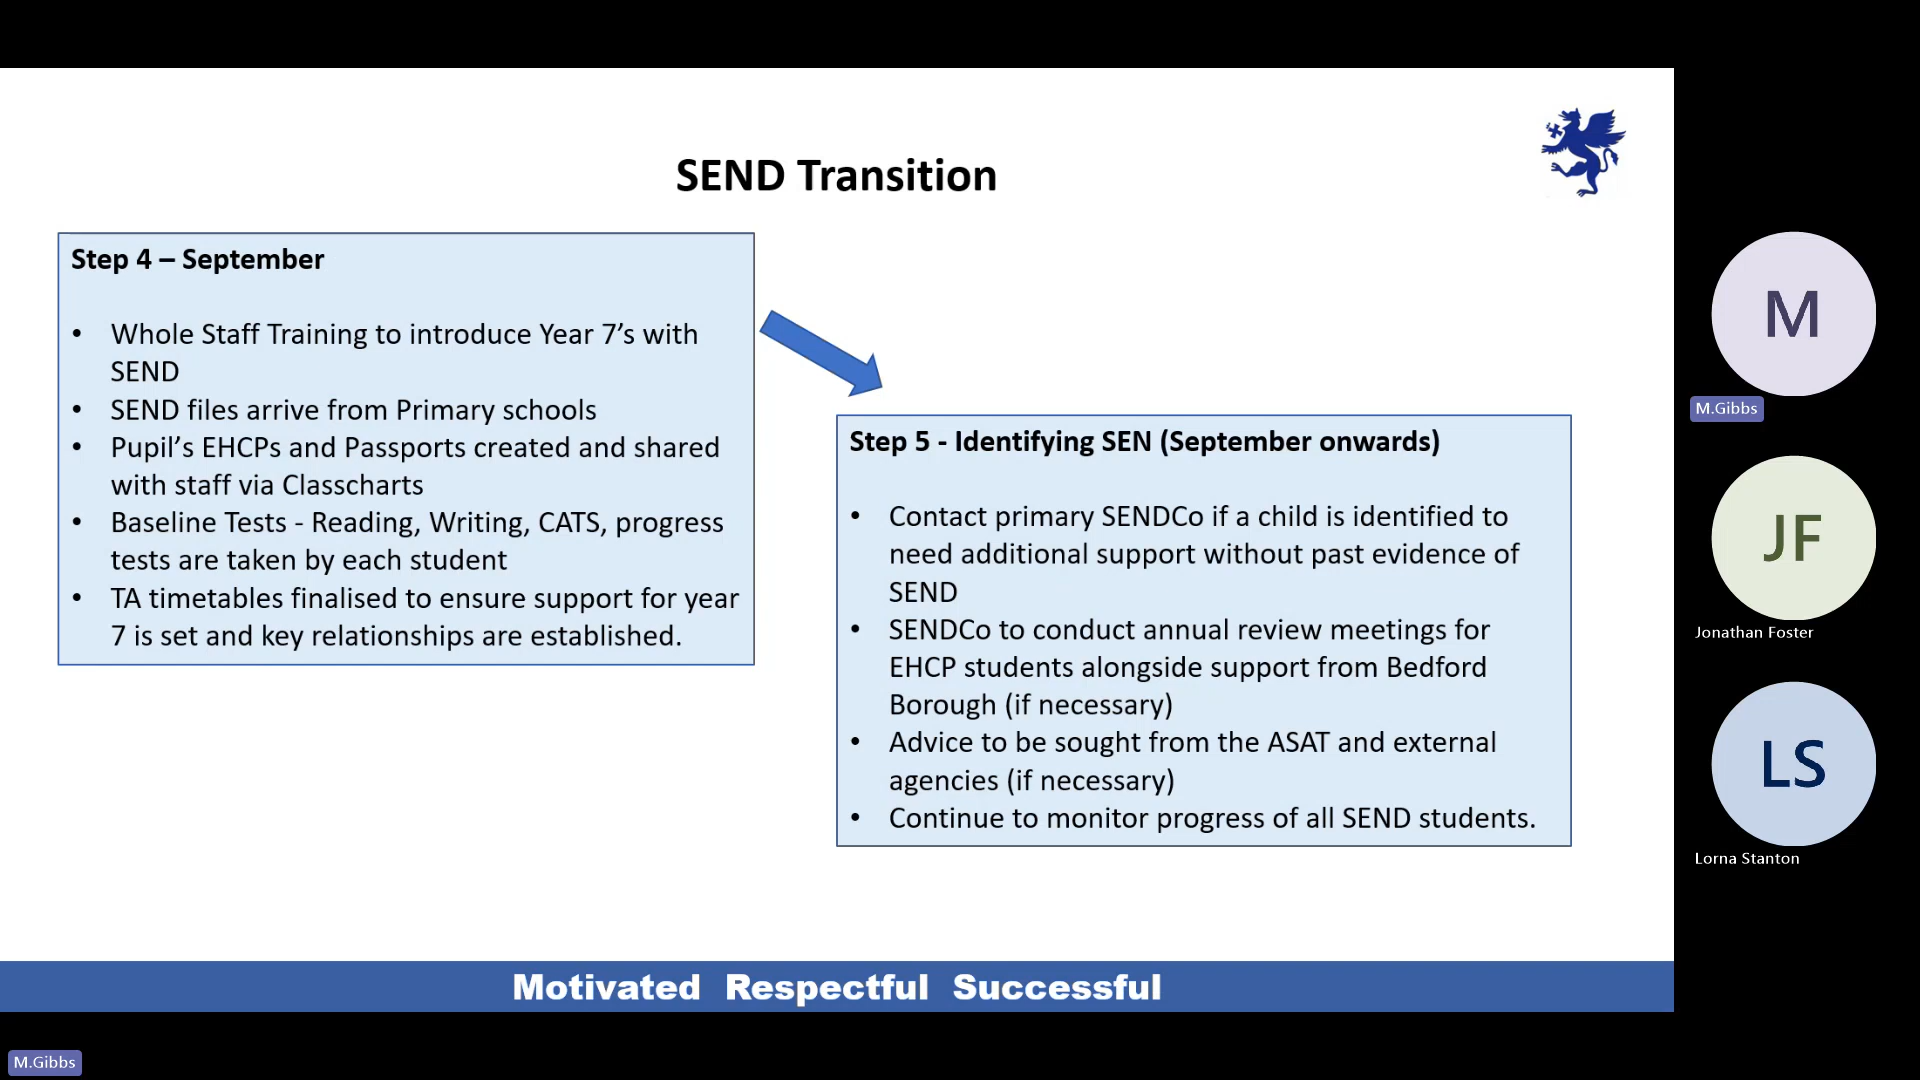 SEND Transition
Step 4 – September
• Whole Staff Training to introduce Year 7’s with
SEND
• SEND files arrive from Primary schools
• Pupil’s EHCPs and Passports created and shared
with staff via Classcharts
• Baseline Tests - Reading, Writing, CATS, progress
tests are taken by each student
• TA timetables finalised to ensure support for year
7 is set and key relationships are established.
Step 5 - Identifying SEN (September onwards)
• Contact primary SENDCo if a child is identified to
need additional support without past evidence of
SEND
• SENDCo to conduct annual review meetings for
EHCP students alongside support from Bedford
Borough (if necessary)
• Advice to be sought from the ASAT and external
agencies (if necessary)
• Continue to monitor progress of all SEND students.
Motivated Respectful Successful
M
M.Gibbs
JF
Jonathan Foster
LS
Lorna Stanton
M.Gibbs